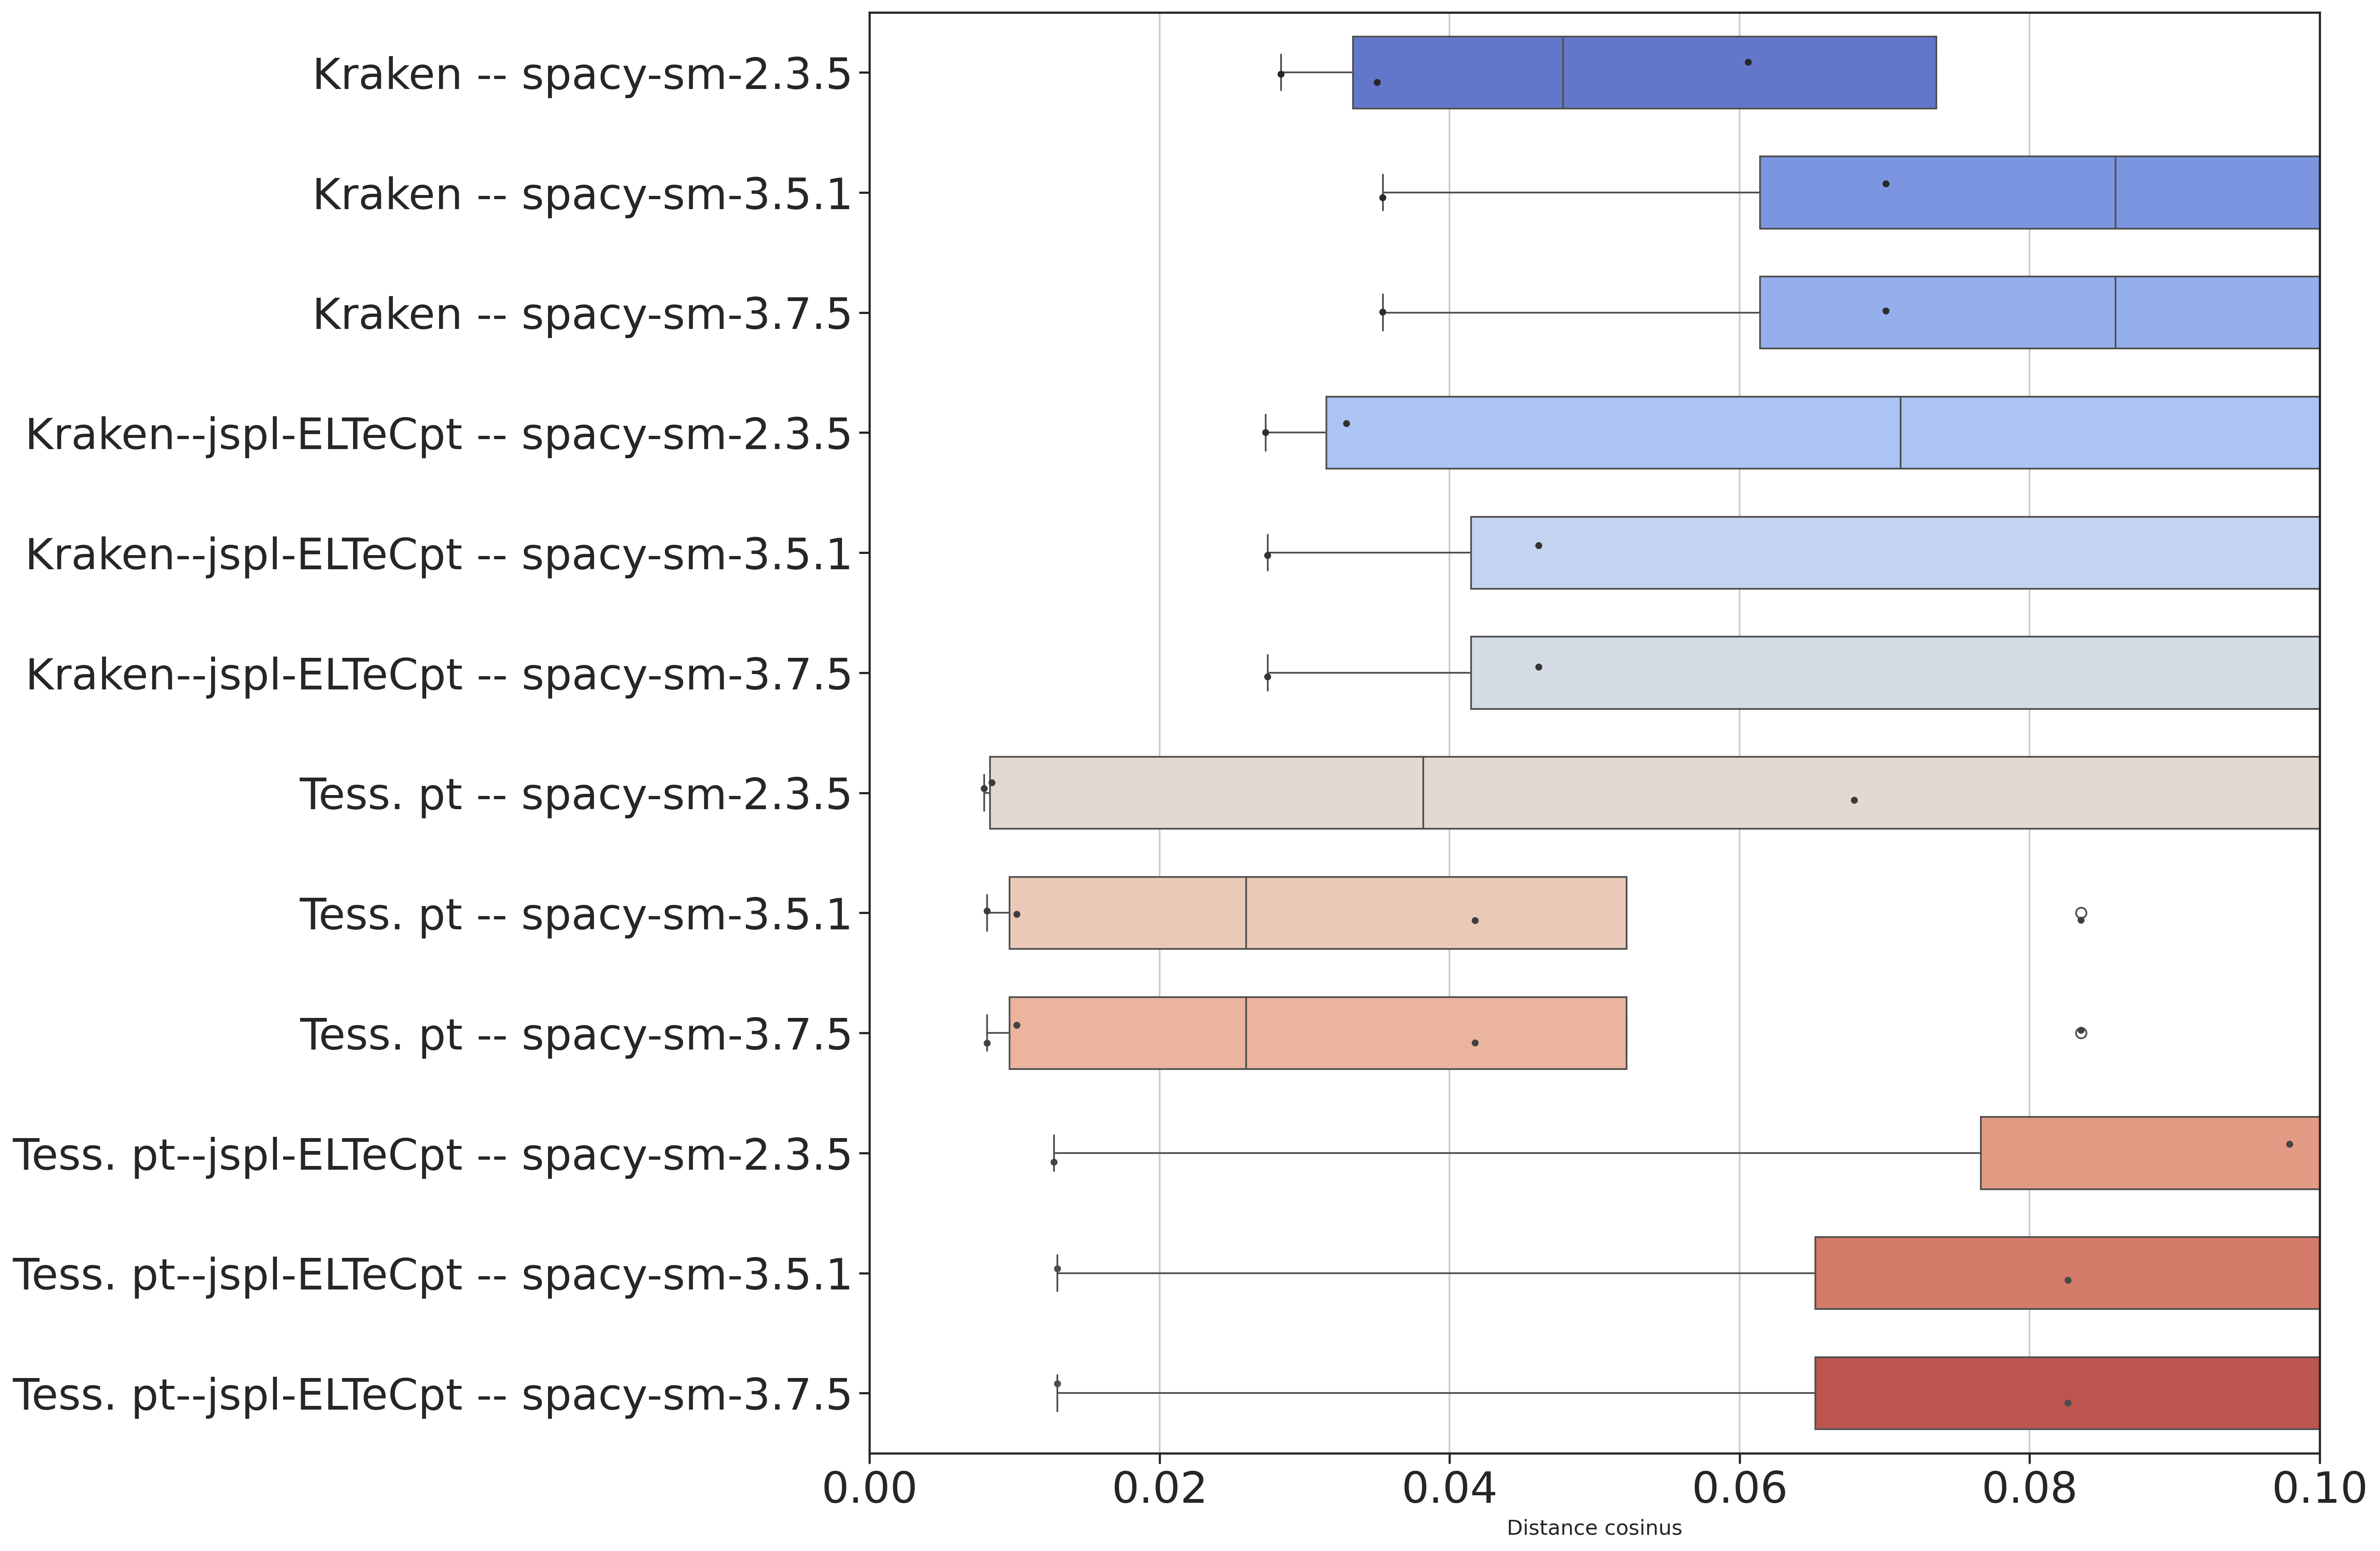 Kraken -- spacy-sm-2.3.5
Kraken -- spacy-sm-3.5.1
Kraken -- spacy-sm-3.7.5
Kraken--jspl-ELTeCpt -- spacy-sm-2.3.5
Kraken--jspl-ELTeCpt -- spacy-sm-3.5.1
Kraken--jspl-ELTeCpt -- spacy-sm-3.7.5
Tess. pt -- spacy-sm-2.3.5
Tess. pt -- spacy-sm-3.5.1
Tess. pt -- spacy-sm-3.7.5
Tess. pt--jspl-ELTeCpt -- spacy-sm-2.3.5
Tess. pt--jspl-ELTeCpt -- spacy-sm-3.5.1
Tess. pt--jspl-ELTeCpt -- spacy-sm-3.7.5
0.00 0.02 0.04 0.06 0.08 0.10
Distance cosinus